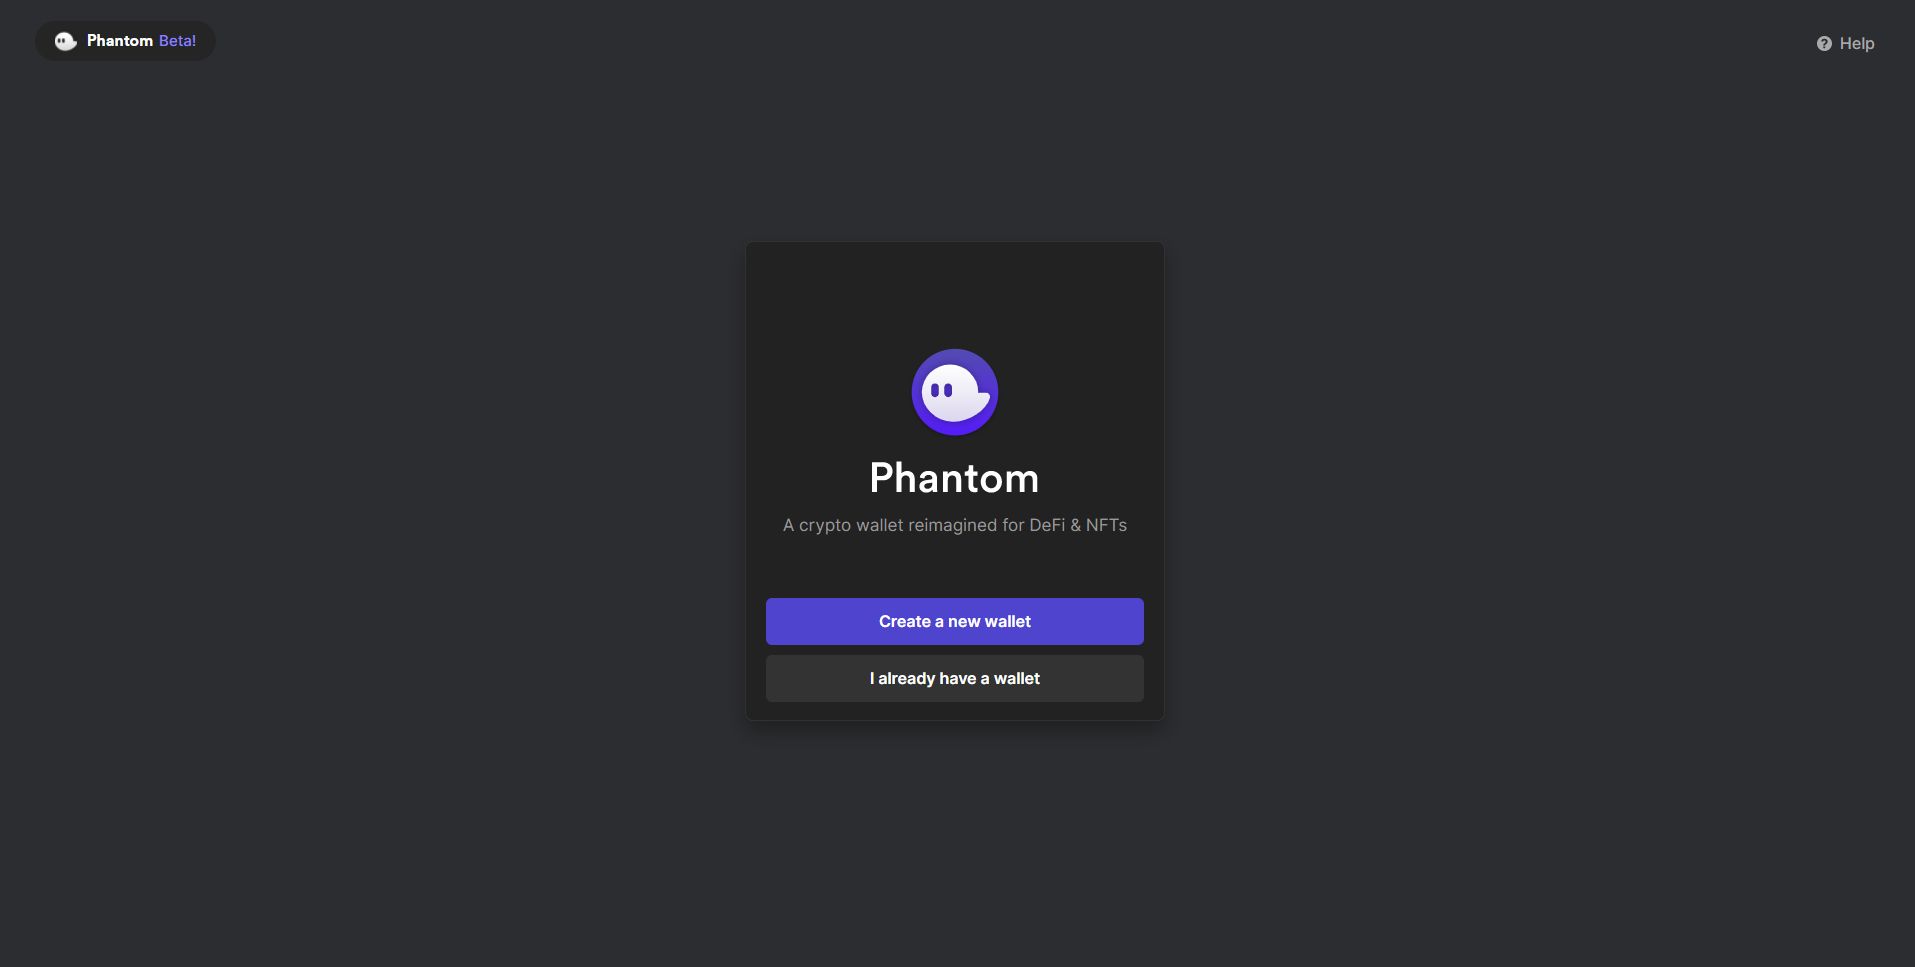 Phantom Beta!
Help
Phantom
A crypto wallet reimagined for DeFi & NFTs
Create a new wallet
I already have a wallet